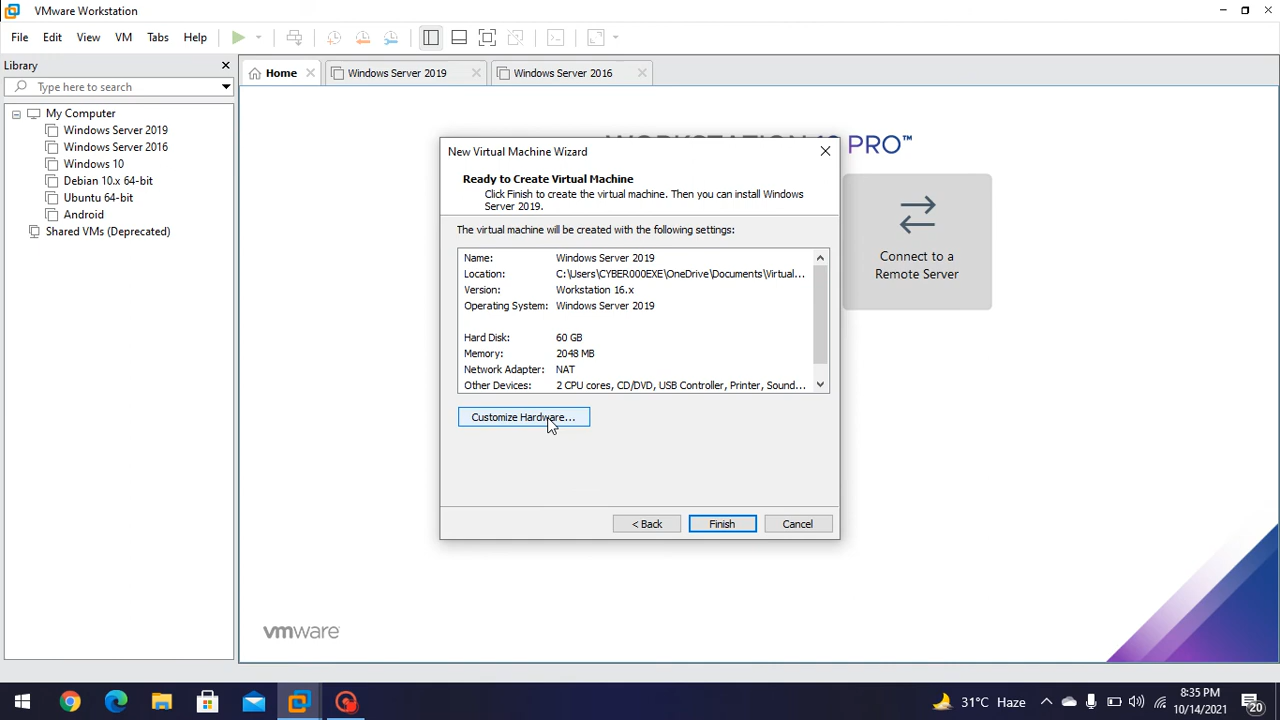 VMware Workstation
File Edit View VM Tabs Help
Library
Home
Windows Server 2019
Windows Server 2016
Type here to search
My Computer
Windows Server 2019
Windows Server 2016
Windows 10
Debian 10.x 64-bit
Ubuntu 64-bit
Android
Shared VMs (Deprecated)
PRO™
New Virtual Machine Wizard
Ready to Create Virtual Machine
Click Finish to create the virtual machine. Then you can install Windows
Server 2019.
The virtual machine will be created with the following settings:
Name: Windows Server 2019
Location: C:\Users\CYBER000EXE\OneDrive\Documents\Virtual...
Version: Workstation 16.x
Operating System: Windows Server 2019
Hard Disk: 60 GB
Memory: 2048 MB
Network Adapter: NAT
Other Devices: 2 CPU cores, CD/DVD, USB Controller, Printer, Sound...
Customize Hardware...
< Back
Finish
Cancel
Connect to a
Remote Server
vmware
31°C Haze
8:35 PM
10/14/2021
20